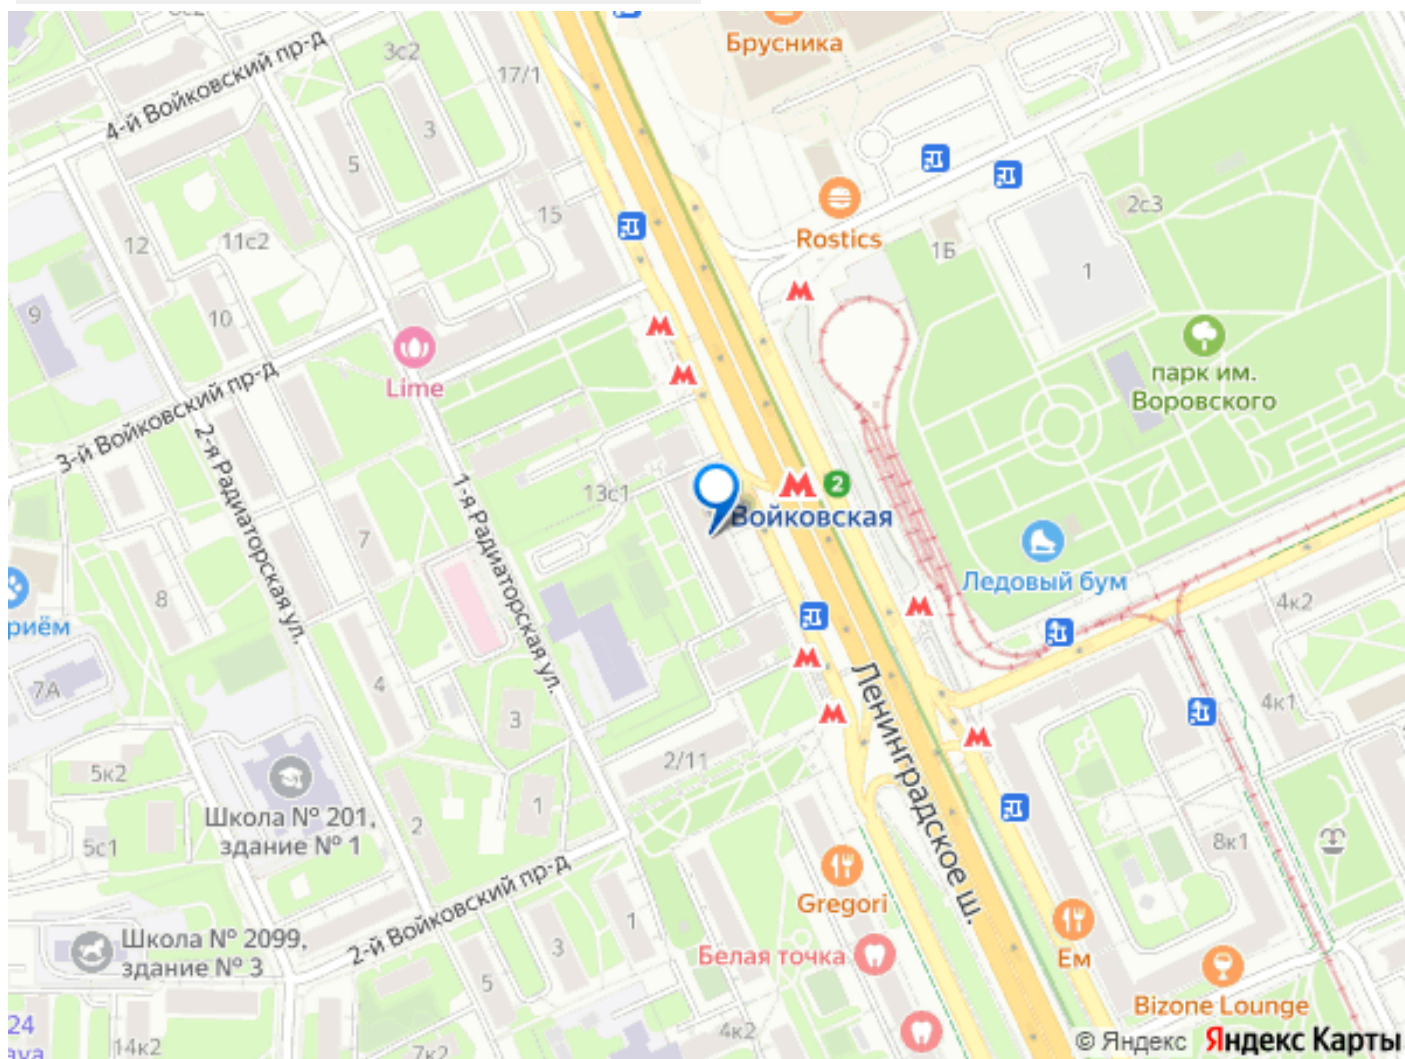 Брусника
3с2
17/1
4-й Войковский пр-д
3
5
15
2с3
12
11с2
Rostics
1Б
1
9
10
Lime
парк им.
Воровского
3-й Войковский пр-д
2-я Радиаторская ул.
1-я Радиаторская ул.
13с1
2
Войковская
7
Ледовый бум
8
4к2
риём
7А
4
3
4к1
Ленинградское ш.
2/11
5к2
1
Школа № 201,
здание № 1
2
5с1
8к1
2-й Войковский пр-д
Gregori
1
3
Школа № 2099,
здание № 3
Белая точка
Ем
5
Bizone Lounge
24
4к2
14к2
7к2
© Яндекс Яндекс Карты